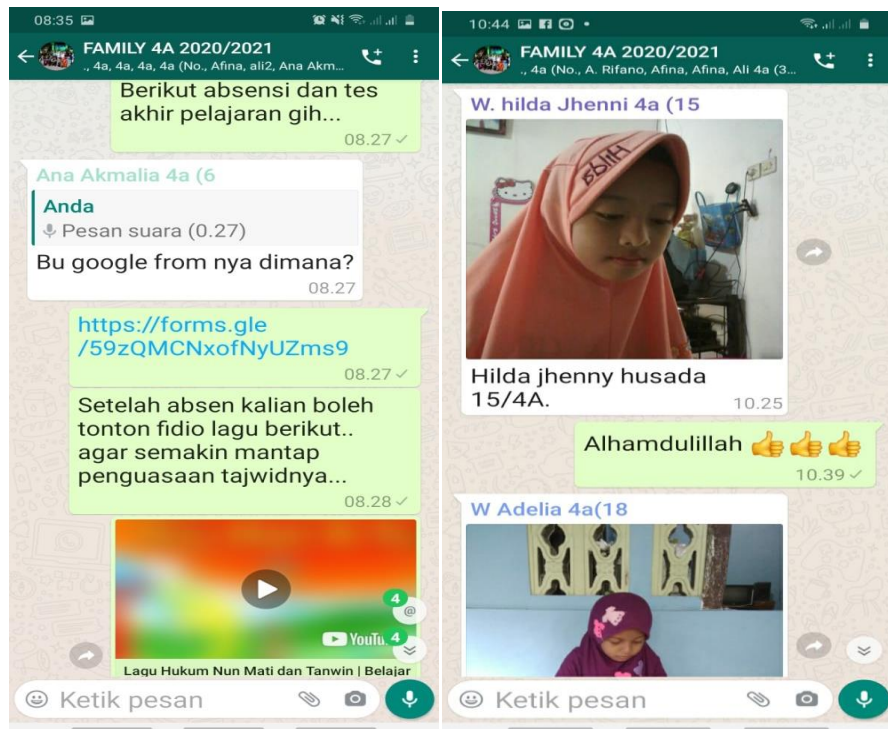 08:35
FAMILY 4A 2020/2021
., 4a, 4a, 4a, 4a (No., Afina, ali2, Ana Akm...
Berikut absensi dan tes
akhir pelajaran gih...
08.27
Ana Akmalia 4a (6
Anda
Pesan suara (0.27)
Bu google from nya dimana?
08.27
https://forms.gle
/59zQMCNxofNyUZms9
08.27
Setelah absen kalian boleh
tonton fidio lagu berikut..
agar semakin mantap
penguasaan tajwidnya...
08.28
4
@
YouTu
4
Lagu Hukum Nun Mati dan Tanwin | Belajar
Ketik pesan
10:44
FAMILY 4A 2020/2021
., 4a (No., A. Rifano, Afina, Afina, Ali 4a (3...
W. hilda Jhenni 4a (15
Hilda
Hilda jhenny husada
15/4A.
10.25
Alhamdulillah 👍👍👍
10.39
W Adelia 4a(18
Ketik pesan